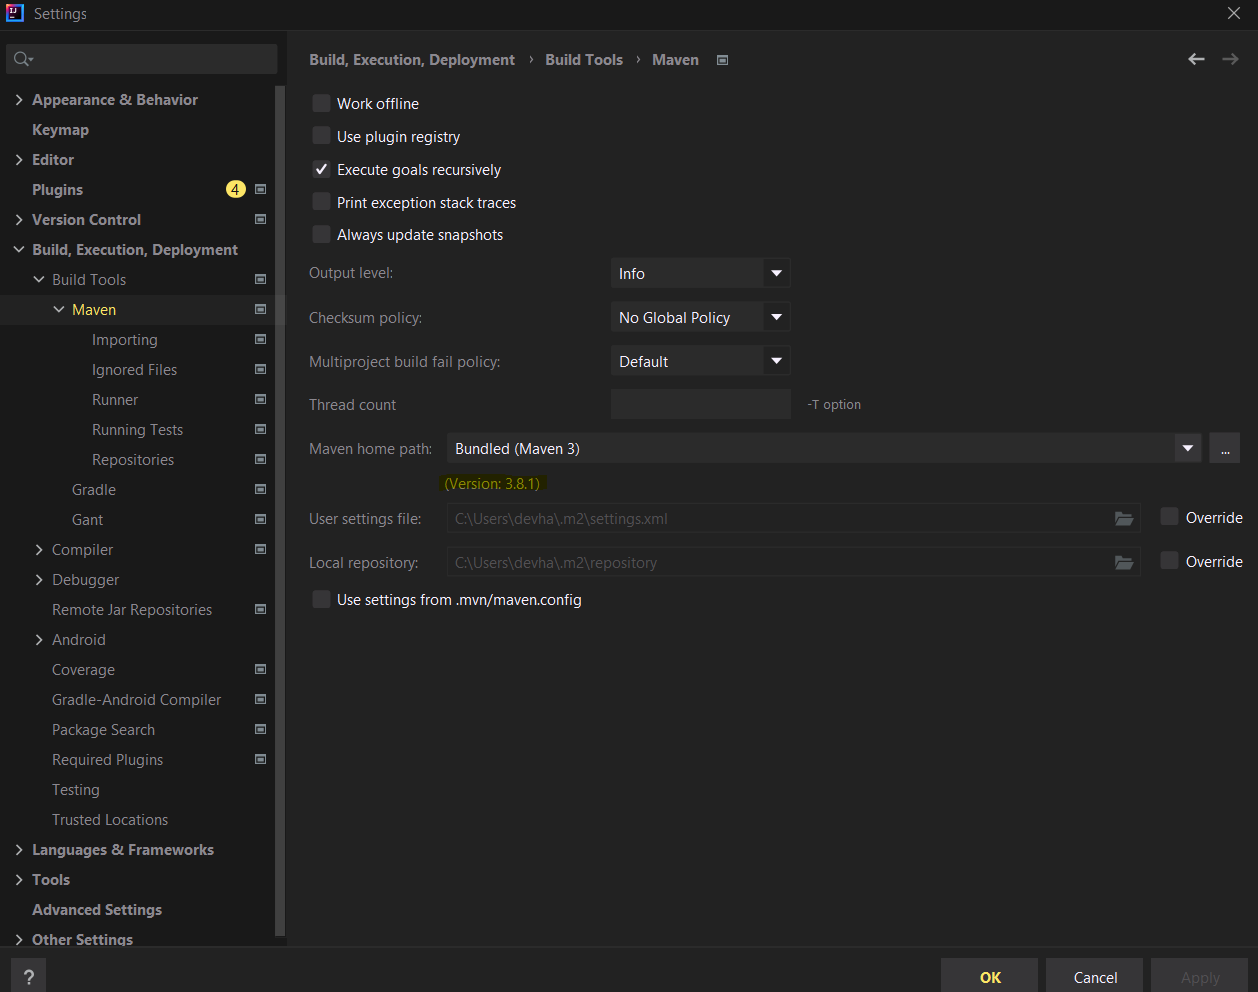 Settings
Appearance & Behavior
Keymap
Editor
Plugins 4
Version Control
Build, Execution, Deployment
Build Tools
Maven
Importing
Ignored Files
Runner
Running Tests
Repositories
Gradle
Gant
Compiler
Debugger
Remote Jar Repositories
Android
Coverage
Gradle-Android Compiler
Package Search
Required Plugins
Testing
Trusted Locations
Languages & Frameworks
Tools
Advanced Settings
Other Settings
Build, Execution, Deployment › Build Tools › Maven
Work offline
Use plugin registry
Execute goals recursively
Print exception stack traces
Always update snapshots
Output level: Info
Checksum policy: No Global Policy
Multiproject build fail policy: Default
Thread count -T option
Maven home path: Bundled (Maven 3) ...
(Version: 3.8.1)
User settings file: C:\Users\devha\.m2\settings.xml Override
Local repository: C:\Users\devha\.m2\repository Override
Use settings from .mvn/maven.config
? OK Cancel Apply